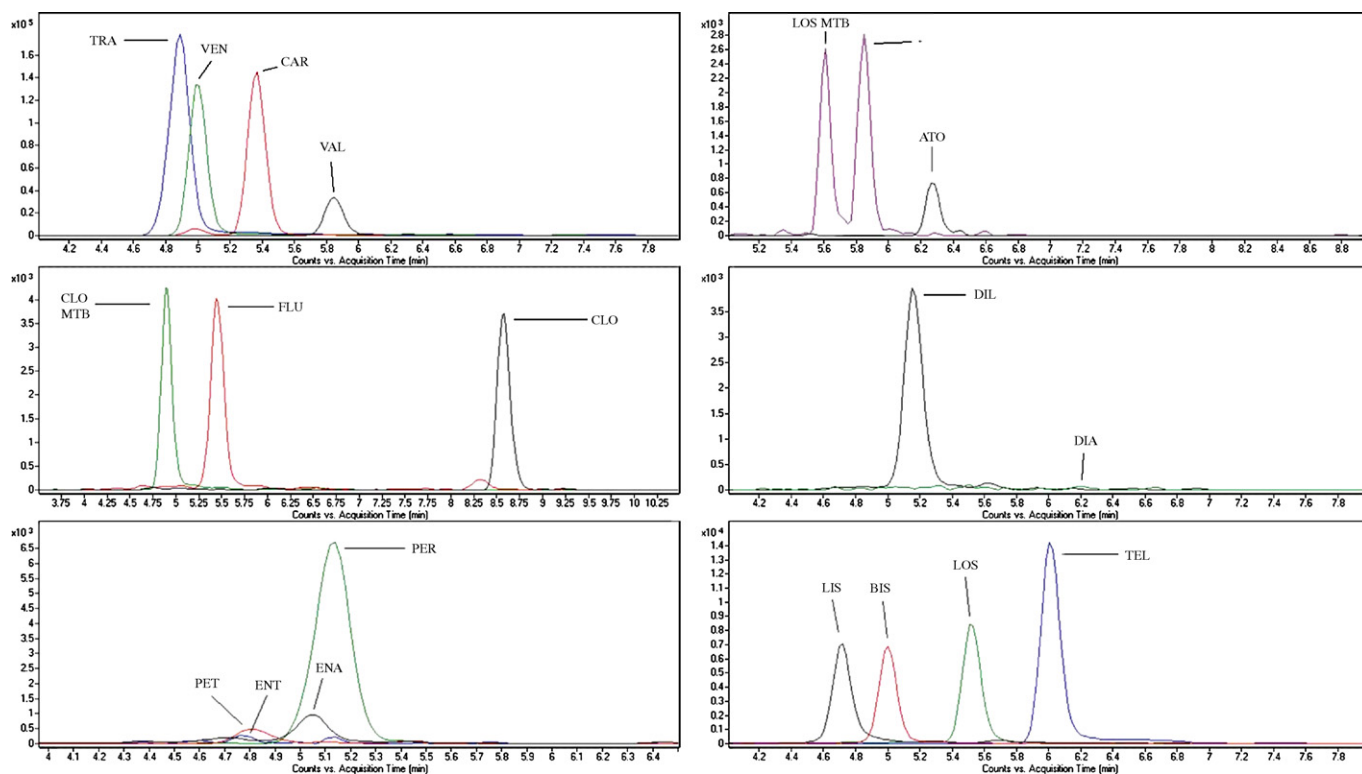 x10⁵
1.6
1.4
1.2
1
0.8
0.6
0.4
0.2
0
TRA
VEN
CAR
VAL
4.2 4.4 4.6 4.8 5 5.2 5.4 5.6 5.8 6 6.2 6.4 6.6 6.8 7 7.2 7.4 7.6 7.8
Counts vs. Acquisition Time (min)
x10³
2.8
2.6
2.4
2.2
2
1.8
1.6
1.4
1.2
1
0.8
0.6
0.4
0.2
0
LOS MTB
-
ATO
5.2 5.4 5.6 5.8 6 6.2 6.4 6.6 6.8 7 7.2 7.4 7.6 7.8 8 8.2 8.4 8.6 8.8
Counts vs. Acquisition Time (min)
x10³
4
3.5
3
2.5
2
1.5
1
0.5
0
CLO
MTB
FLU
CLO
3.75 4 4.25 4.5 4.75 5 5.25 5.5 5.75 6 6.25 6.5 6.75 7 7.25 7.5 7.75 8 8.25 8.5 8.75 9 9.25 9.5 9.75 10 10.25
Counts vs. Acquisition Time (min)
x10³
3.5
3
2.5
2
1.5
1
0.5
0
DIL
DIA
4.2 4.4 4.6 4.8 5 5.2 5.4 5.6 5.8 6 6.2 6.4 6.6 6.8 7 7.2 7.4 7.6 7.8
Counts vs. Acquisition Time (min)
x10³
6.5
6
5.5
5
4.5
4
3.5
3
2.5
2
1.5
1
0.5
0
PER
ENA
PET
ENT
4 4.1 4.2 4.3 4.4 4.5 4.6 4.7 4.8 4.9 5 5.1 5.2 5.3 5.4 5.5 5.6 5.7 5.8 5.9 6 6.1 6.2 6.3 6.4
Counts vs. Acquisition Time (min)
x10⁻⁴
1.4
1.3
1.2
1.1
1
0.9
0.8
0.7
0.6
0.5
0.4
0.3
0.2
0.1
0
LIS
BIS
LOS
TEL
4.2 4.4 4.6 4.8 5 5.2 5.4 5.6 5.8 6 6.2 6.4 6.6 6.8 7 7.2 7.4 7.6 7.8
Counts vs. Acquisition Time (min)